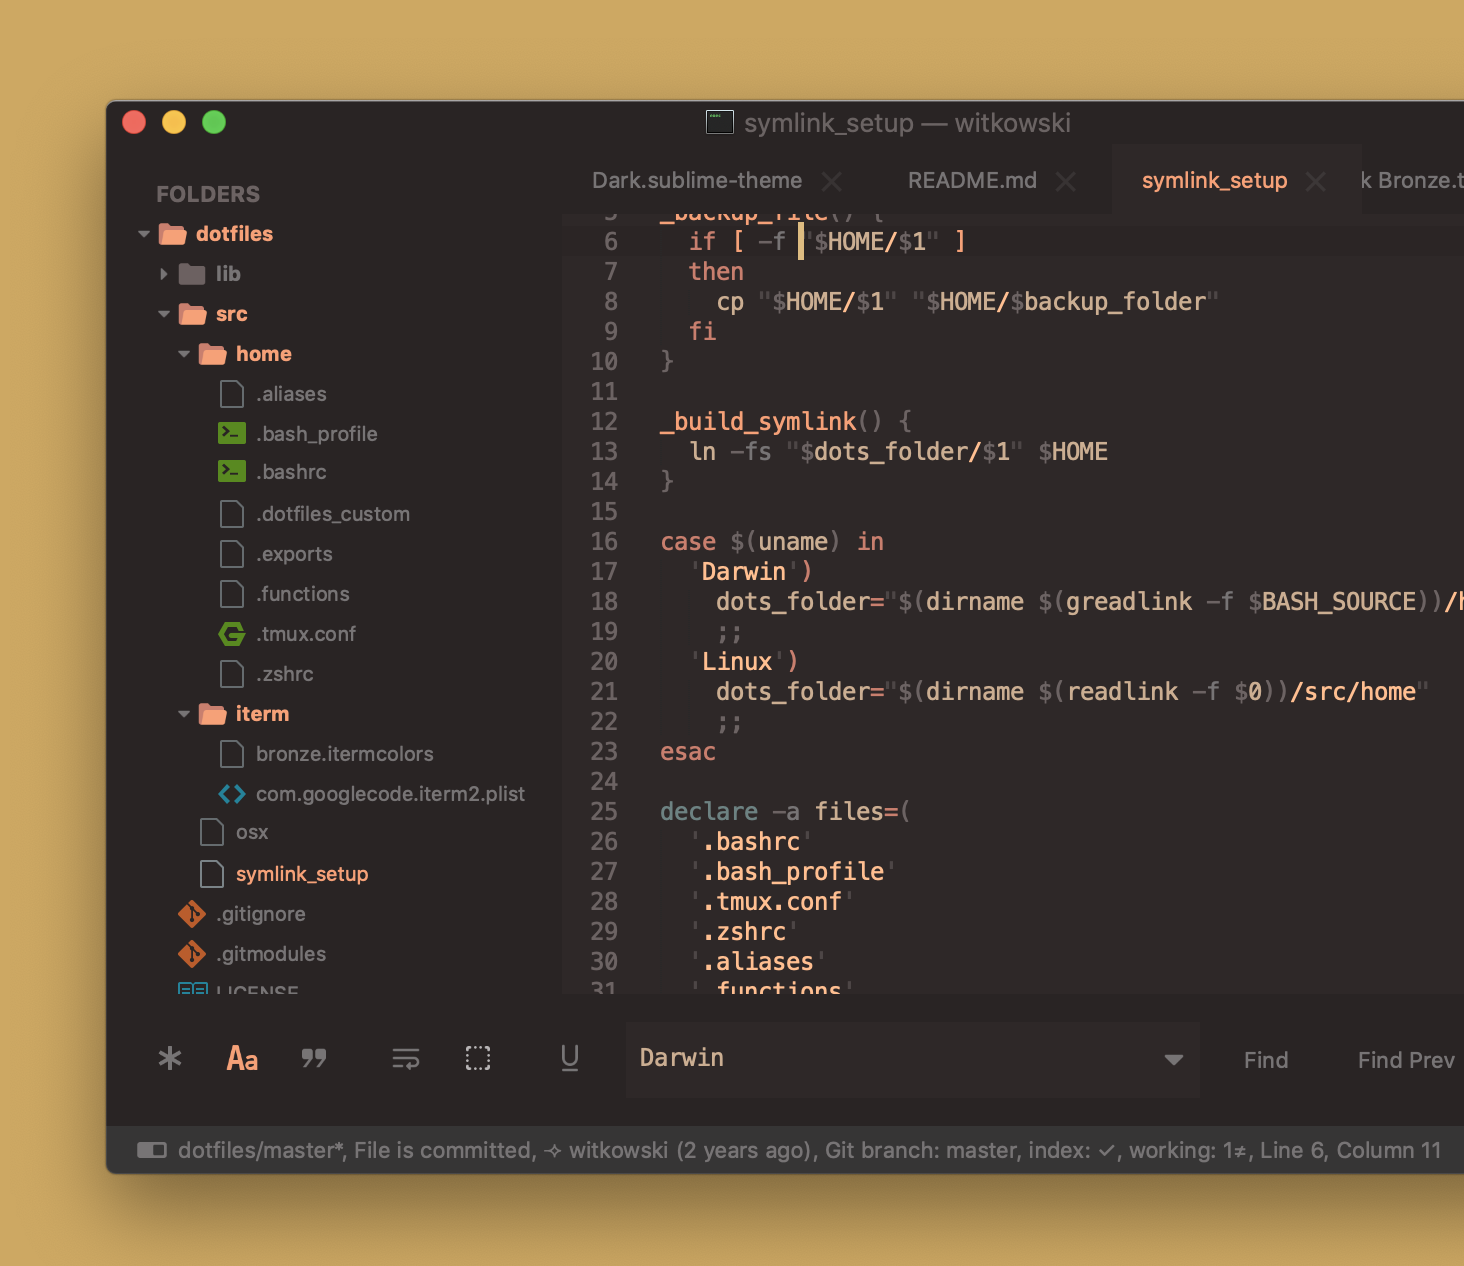 symlink_setup — witkowski
FOLDERS
dotfiles
lib
src
home
.aliases
.bash_profile
.bashrc
.dotfiles_custom
.exports
.functions
.tmux.conf
.zshrc
iterm
bronze.itermcolors
com.googlecode.iterm2.plist
osx
symlink_setup
.gitignore
.gitmodules
LICENSE
Dark.sublime-theme README.md symlink_setup k Bronze.t
5 _backup_file() {
6 if [ -f "$HOME/$1" ]
7 then
8 cp "$HOME/$1" "$HOME/$backup_folder"
9 fi
10 }
11
12 _build_symlink() {
13 ln -fs "$dots_folder/$1" $HOME
14 }
15
16 case $(uname) in
17 'Darwin')
18 dots_folder="$(dirname $(greadlink -f $BASH_SOURCE))/h
19 ;;
20 'Linux')
21 dots_folder="$(dirname $(readlink -f $0))/src/home"
22 ;;
23 esac
24
25 declare -a files=(
26 '.bashrc'
27 '.bash_profile'
28 '.tmux.conf'
29 '.zshrc'
30 '.aliases'
31 '.functions'
Aa Darwin Find Find Prev
dotfiles/master*, File is committed, ✧ witkowski (2 years ago), Git branch: master, index: ✓, working: 1≠, Line 6, Column 11